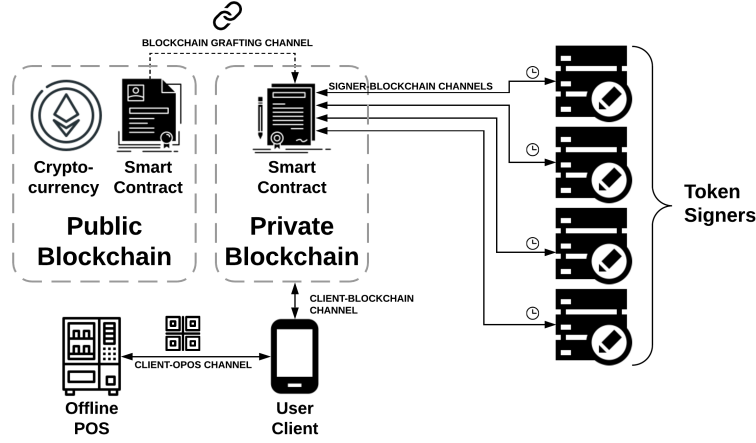 BLOCKCHAIN GRAFTING CHANNEL
SIGNER-BLOCKCHAIN CHANNELS
Crypto-
currency
Smart
Contract
Smart
Contract
Public
Blockchain
Private
Blockchain
Token
Signers
CLIENT-BLOCKCHAIN
CHANNEL
CLIENT-OPOS CHANNEL
Offline
POS
User
Client